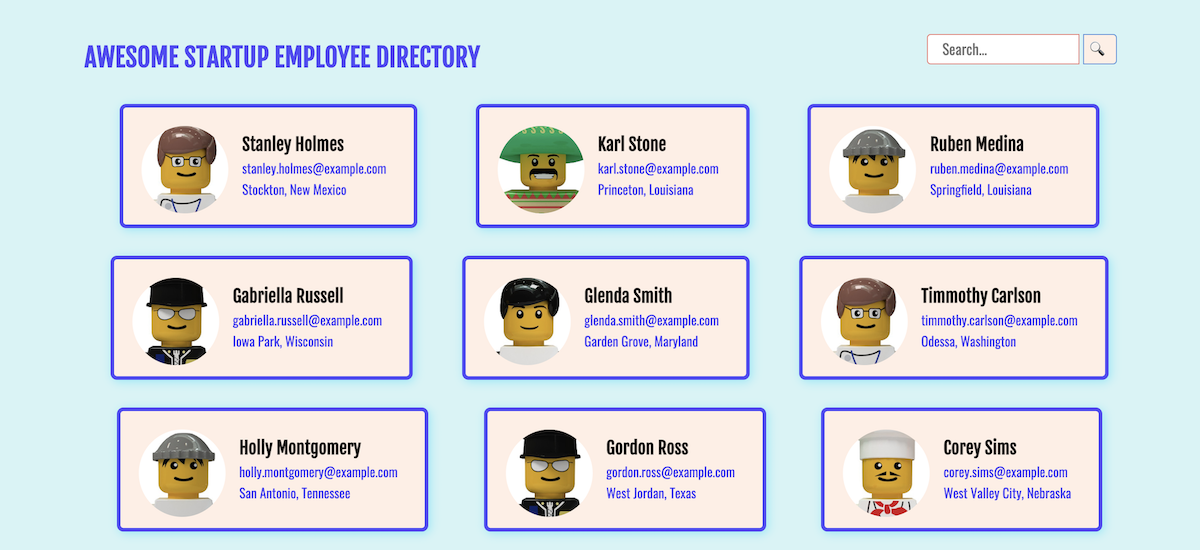 AWESOME STARTUP EMPLOYEE DIRECTORY
Search...
Stanley Holmes
stanley.holmes@example.com
Stockton, New Mexico
Karl Stone
karl.stone@example.com
Princeton, Louisiana
Ruben Medina
ruben.medina@example.com
Springfield, Louisiana
Gabriella Russell
gabriella.russell@example.com
Iowa Park, Wisconsin
Glenda Smith
glenda.smith@example.com
Garden Grove, Maryland
Timmothy Carlson
timmothy.carlson@example.com
Odessa, Washington
Holly Montgomery
holly.montgomery@example.com
San Antonio, Tennessee
Gordon Ross
gordon.ross@example.com
West Jordan, Texas
Corey Sims
corey.sims@example.com
West Valley City, Nebraska